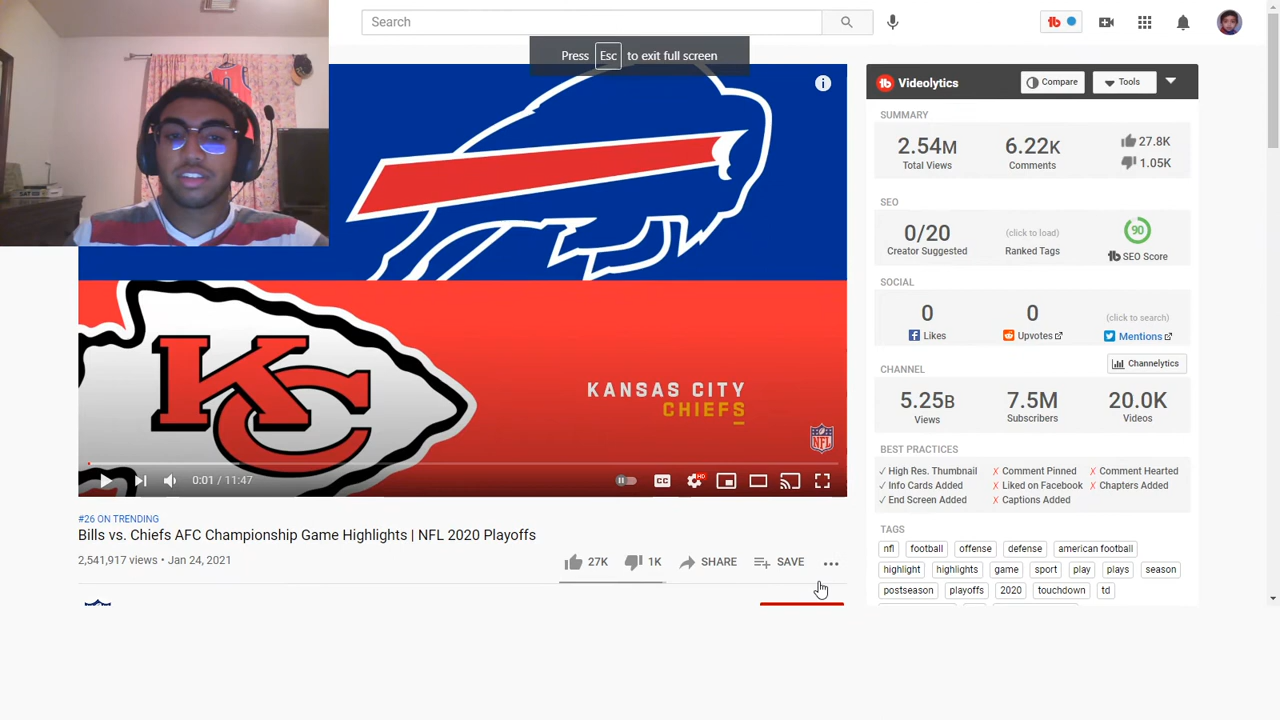 Search
Press Esc to exit full screen
tb
i
KANSAS CITY
CHIEFS
KC
NFL
0:01 / 11:47
CC
HD
#26 ON TRENDING
Bills vs. Chiefs AFC Championship Game Highlights | NFL 2020 Playoffs
2,541,917 views • Jan 24, 2021
27K 1K SHARE SAVE
tb Videolytics Compare Tools
SUMMARY
2.54M 6.22K 27.8K
Total Views Comments 1.05K
SEO
0/20 (click to load) 90
Creator Suggested Ranked Tags tb SEO Score
SOCIAL
0 0 (click to search)
Likes Upvotes Mentions
CHANNEL Channelytics
5.25B 7.5M 20.0K
Views Subscribers Videos
BEST PRACTICES
✓ High Res. Thumbnail ✗ Comment Pinned ✗ Comment Hearted
✓ Info Cards Added ✗ Liked on Facebook ✗ Chapters Added
✓ End Screen Added ✗ Captions Added
TAGS
nfl football offense defense american football
highlight highlights game sport play plays season
postseason playoffs 2020 touchdown td